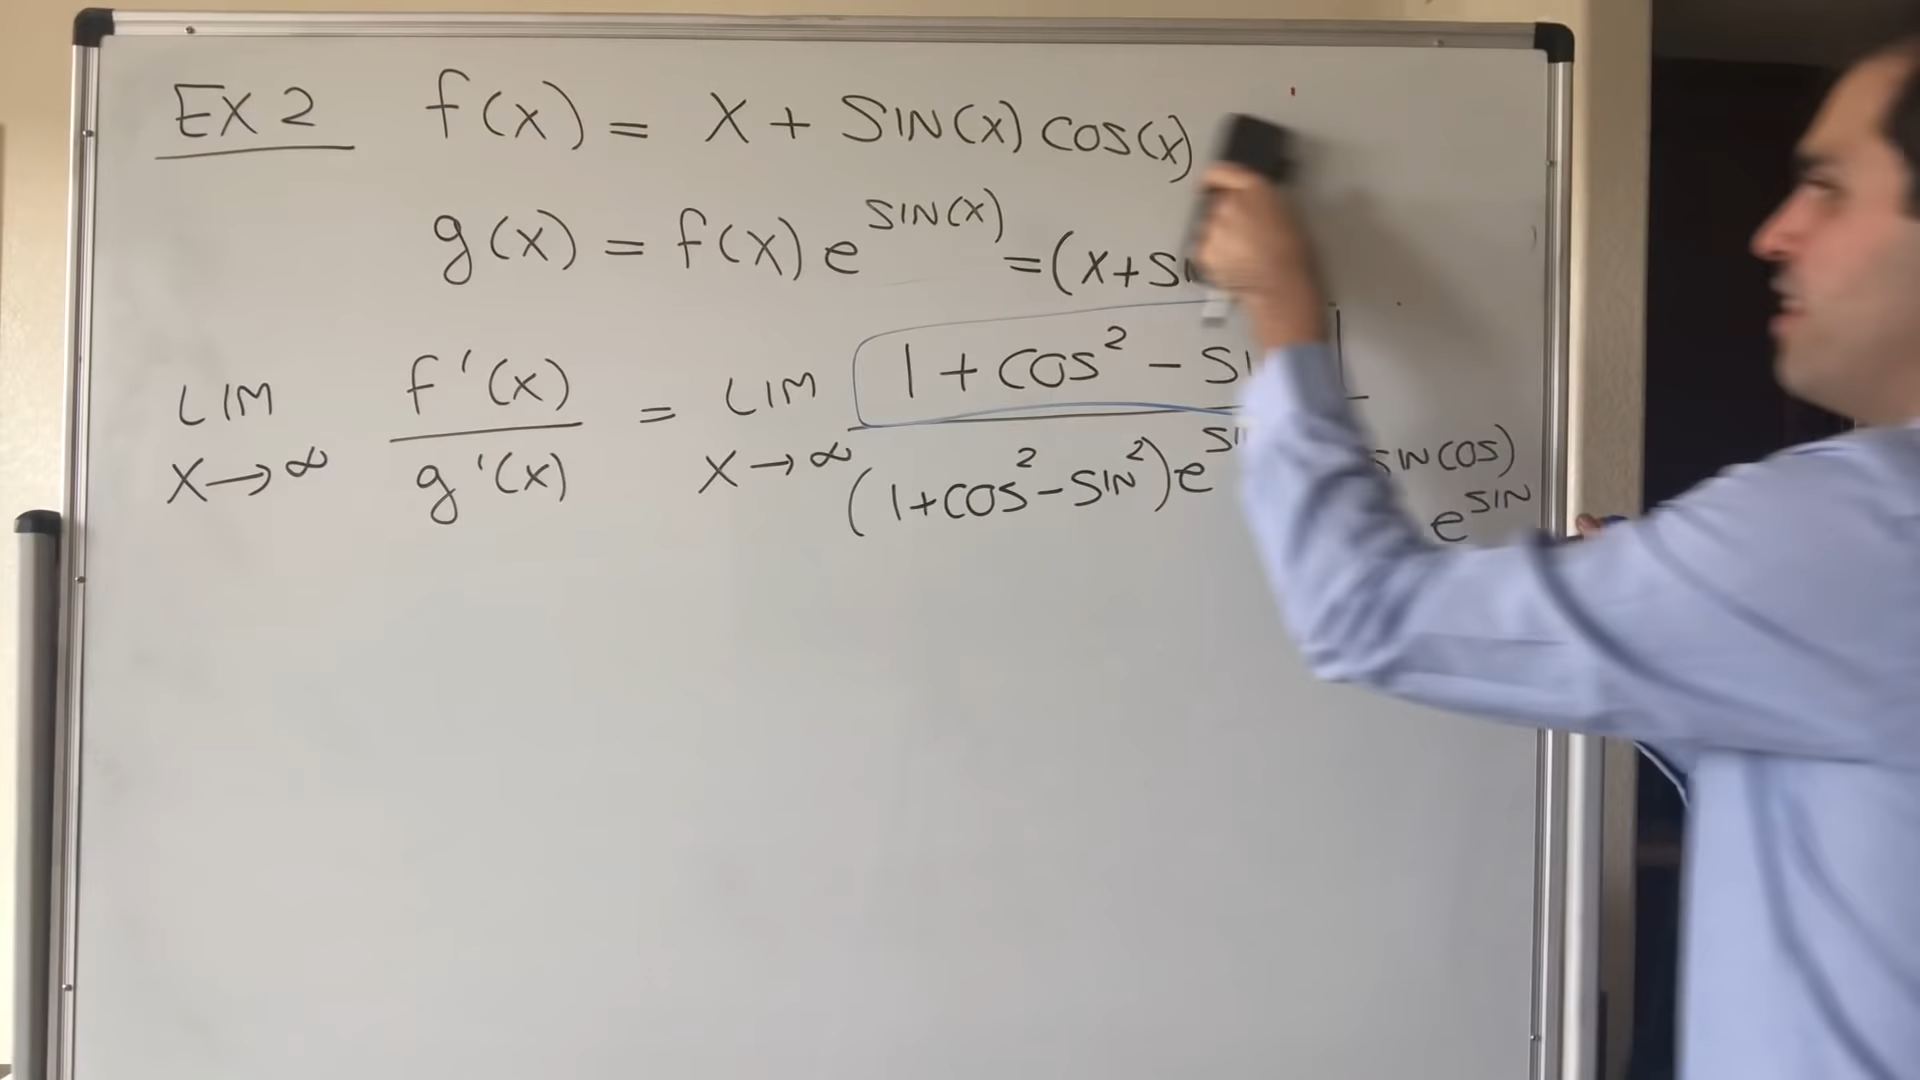 EX 2 f(x) = x + SIN(x) COS(x)
g(x) = f(x) e^SIN(x) = (x+
LIM x→∞ f'(x) / g'(x) = LIM x→∞ 1 + COS² -
(1+COS²-SIN²)e SIN COS)
e^SIN